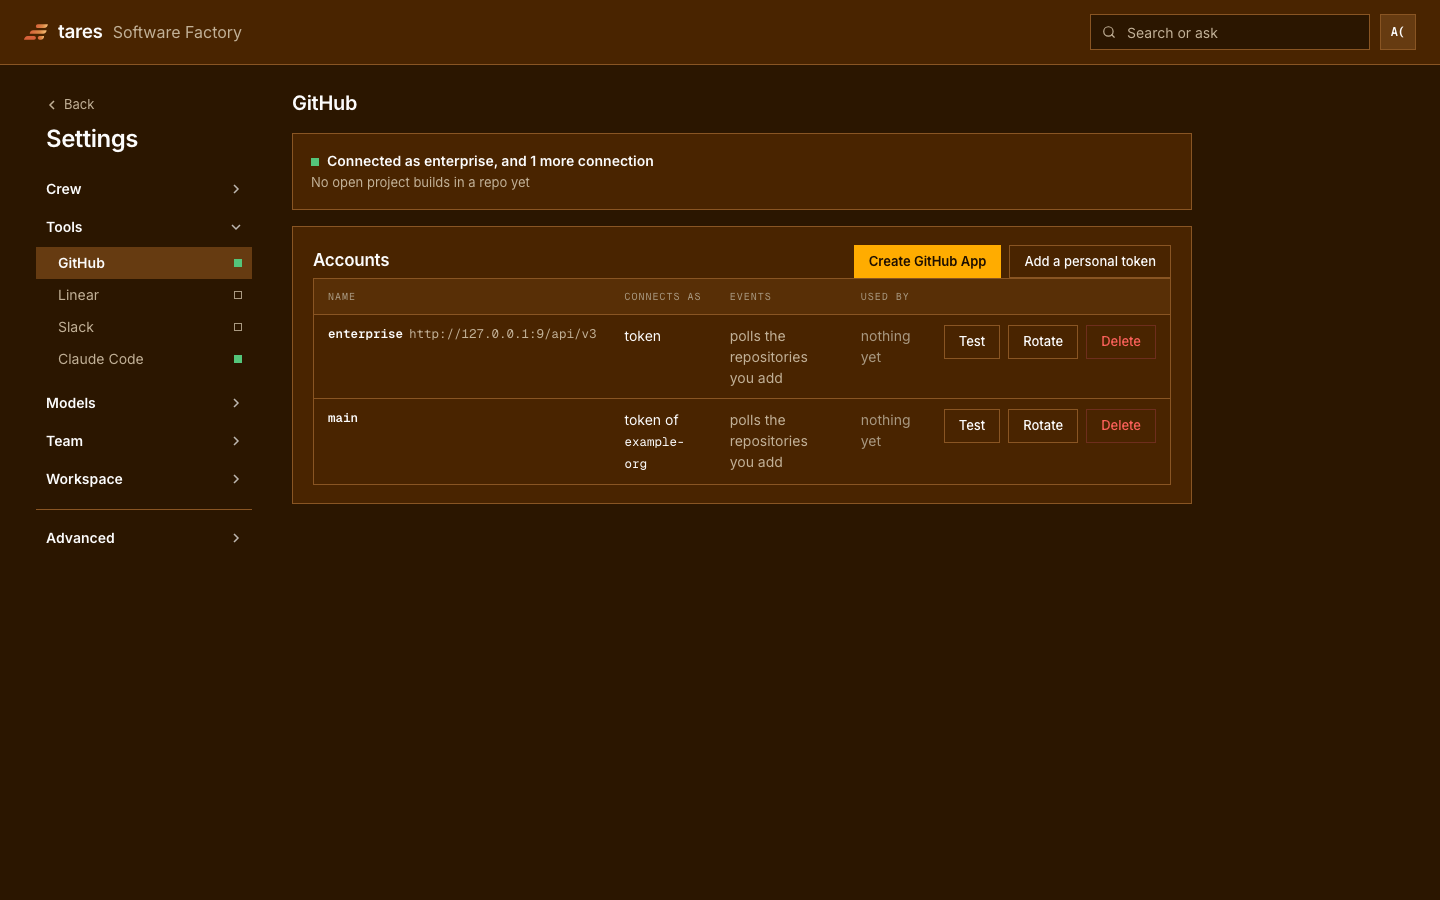 tares Software Factory
Search or ask
A(
Back
Settings
Crew
Tools
GitHub
Linear
Slack
Claude Code
Models
Team
Workspace
Advanced
GitHub
Connected as enterprise, and 1 more connection
No open project builds in a repo yet
Accounts
Create GitHub App
Add a personal token
NAME CONNECTS AS EVENTS USED BY
enterprise http://127.0.0.1:9/api/v3
token
polls the
repositories
you add
nothing
yet
Test
Rotate
Delete
main
token of
example-
org
polls the
repositories
you add
nothing
yet
Test
Rotate
Delete